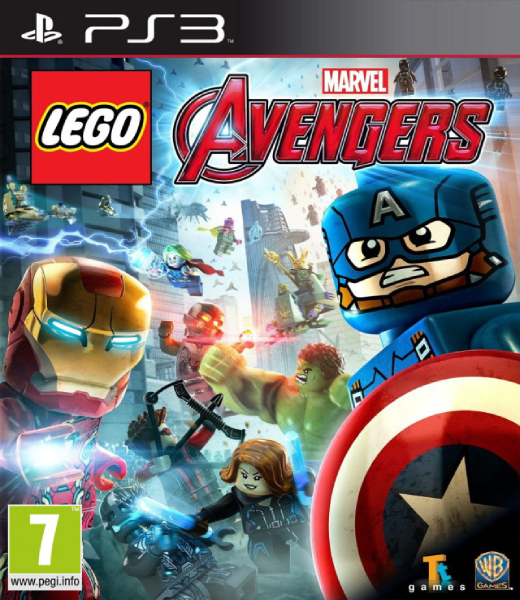 PS3
LEGO
MARVEL
AVENGERS
A
7
www.pegi.info
Tt
games
WB
GAMES